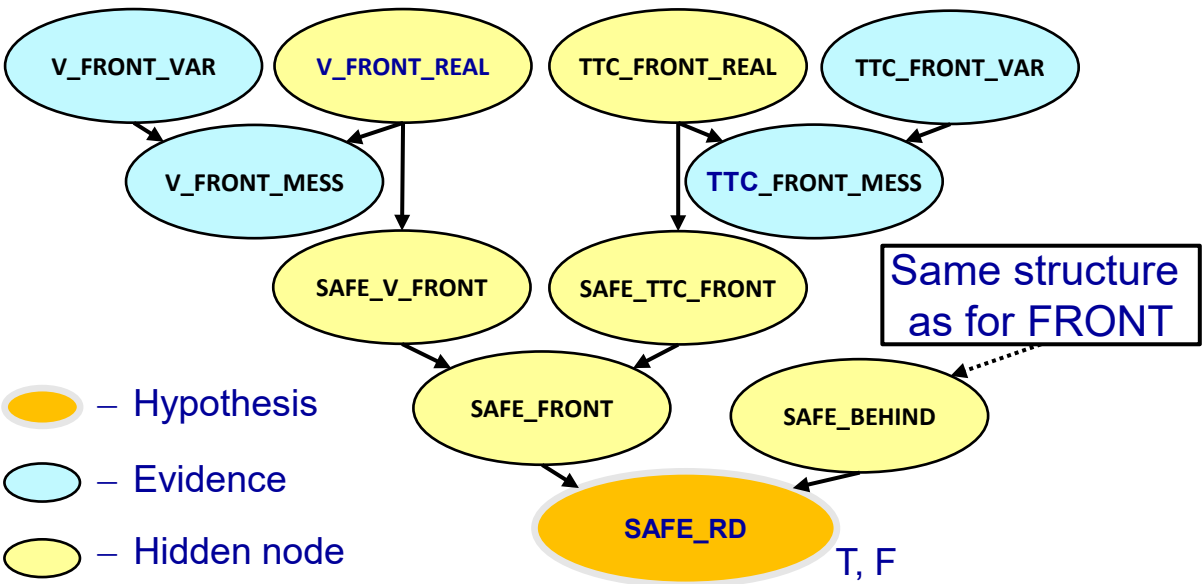 V_FRONT_VAR
V_FRONT_REAL
TTC_FRONT_REAL
TTC_FRONT_VAR
V_FRONT_MESS
TTC_FRONT_MESS
SAFE_V_FRONT
SAFE_TTC_FRONT
Same structure
as for FRONT
SAFE_FRONT
SAFE_BEHIND
– Hypothesis
– Evidence
– Hidden node
SAFE_RD
T, F